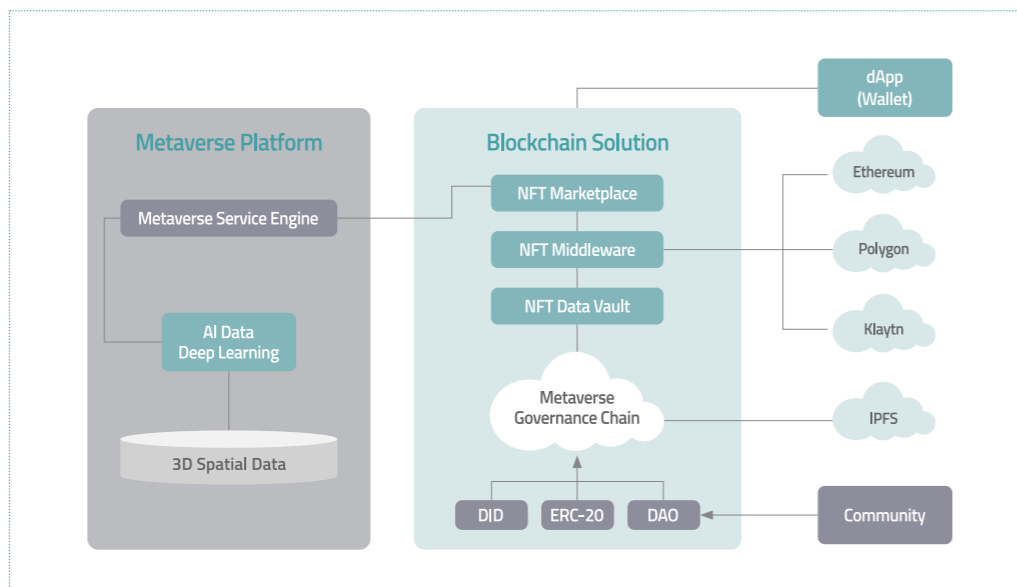 dApp
(Wallet)
Metaverse Platform
Blockchain Solution
Metaverse Service Engine
NFT Marketplace
NFT Middleware
NFT Data Vault
AI Data
Deep Learning
3D Spatial Data
Metaverse
Governance Chain
DID
ERC-20
DAO
Ethereum
Polygon
Klaytn
IPFS
Community